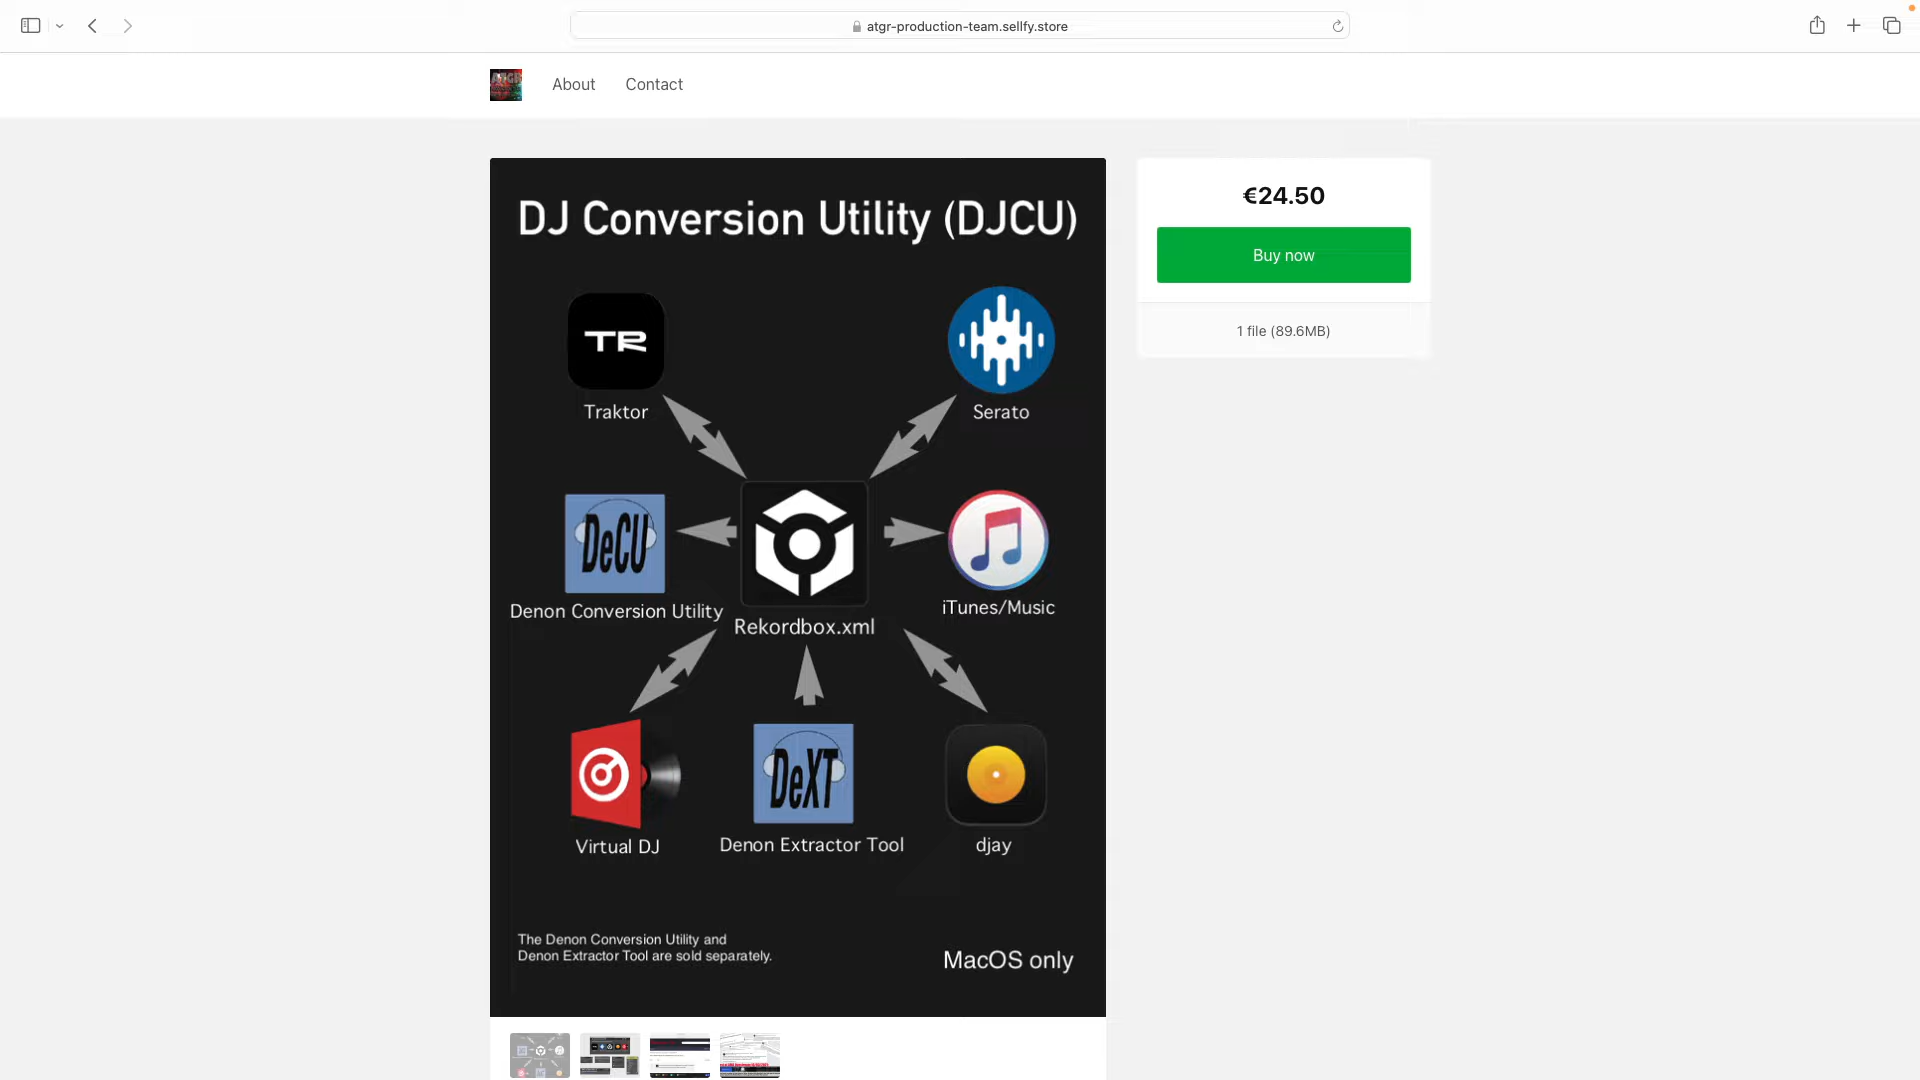 atgr-production-team.sellfy.store
About
Contact
DJ Conversion Utility (DJCU)
TR
Traktor
Serato
DeCU
Denon Conversion Utility
Rekordbox.xml
iTunes/Music
Virtual DJ
DeXT
Denon Extractor Tool
djay
The Denon Conversion Utility and
Denon Extractor Tool are sold separately.
MacOS only
€24.50
Buy now
1 file (89.6MB)